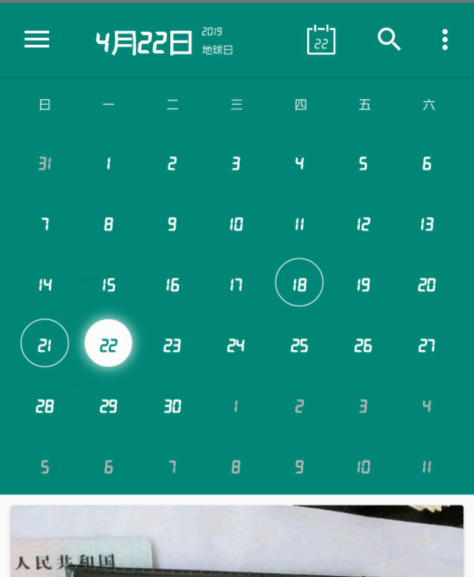 4月22日 2019
地球日
22
日 一 二 三 四 五 六
31 1 2 3 4 5 6
7 8 9 10 11 12 13
14 15 16 17 18 19 20
21 22 23 24 25 26 27
28 29 30 1 2 3 4
5 6 7 8 9 10 11
人民共和国